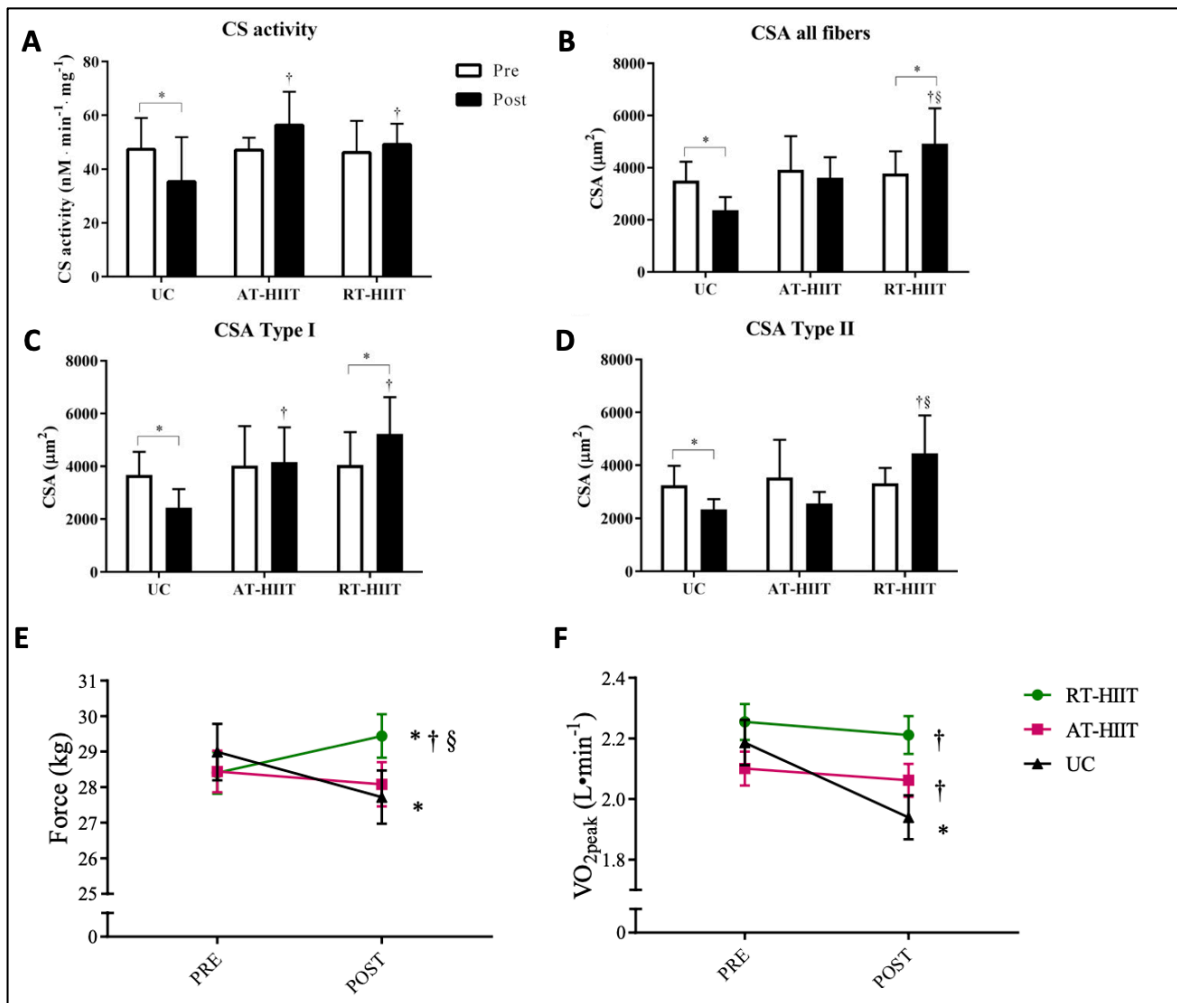 A
CS activity
CS activity (nM · min⁻¹ · mg⁻¹)
80
60
40
20
0
*
†
†
UC
AT-HIIT
RT-HIIT
Pre
Post
B
CSA all fibers
CSA (μm²)
8000
6000
4000
2000
0
*
*
†§
UC
AT-HIIT
RT-HIIT
C
CSA Type I
CSA (μm²)
8000
6000
4000
2000
0
*
†
*
†
UC
AT-HIIT
RT-HIIT
D
CSA Type II
CSA (μm²)
8000
6000
4000
2000
0
*
†§
UC
AT-HIIT
RT-HIIT
E
Force (kg)
31
30
29
28
27
26
25
0
* † §
*
PRE
POST
F
VO₂peak (L•min⁻¹)
2.4
2.2
2.0
1.8
0
†
†
*
PRE
POST
RT-HIIT
AT-HIIT
UC